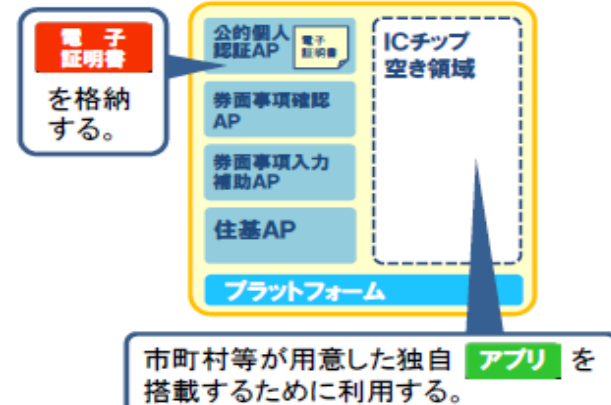 電 子
証明書
を格納
する。
公的個人
認証AP
電子
証明書
券面事項確認
AP
券面事項入力
補助AP
住基AP
ICチップ
空き領域
プラットフォーム
市町村等が用意した独自 アプリ を
搭載するために利用する。